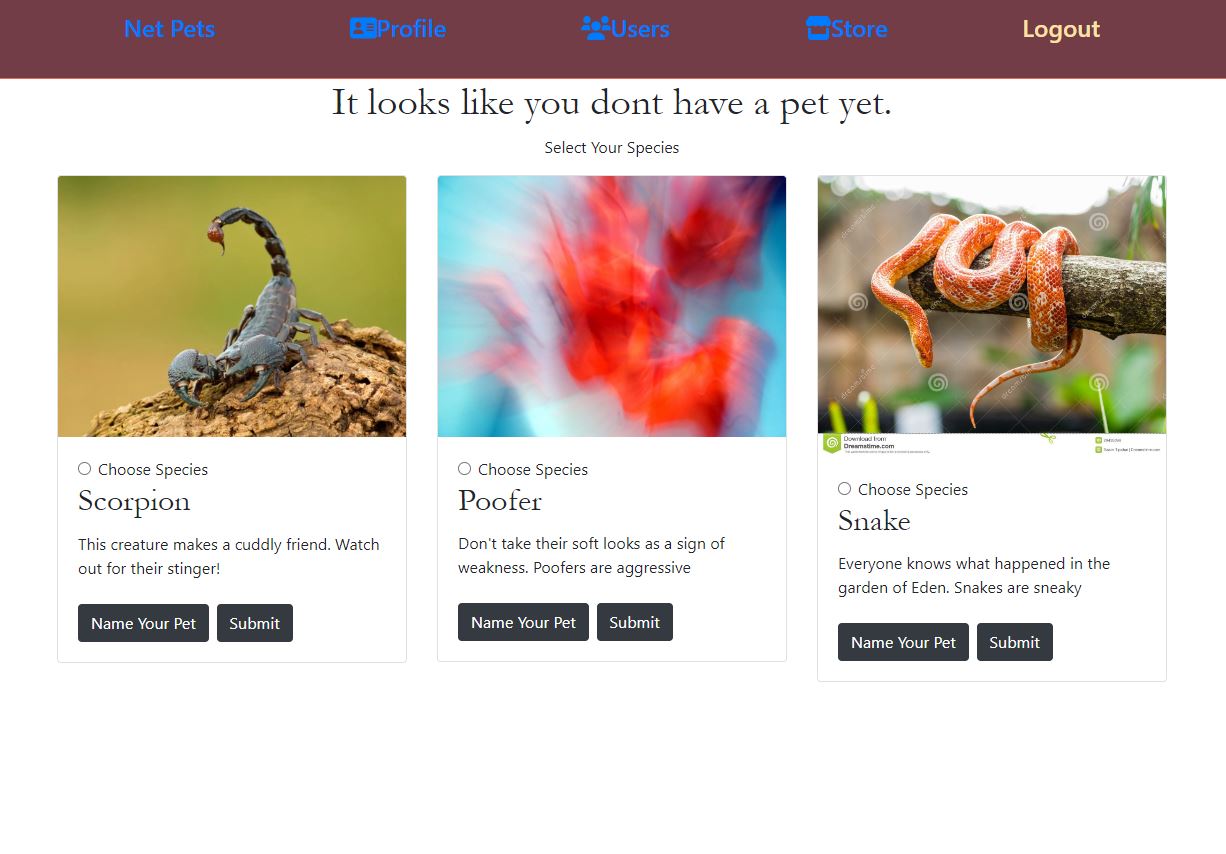 Net Pets
Profile
Users
Store
Logout
It looks like you dont have a pet yet.
Select Your Species
dreamstime
dreamstime
dreamstime
dreamstime
Download from
Dreamstime.com
Choose Species
Scorpion
This creature makes a cuddly friend. Watch
out for their stinger!
Name Your Pet
Submit
Choose Species
Poofer
Don't take their soft looks as a sign of
weakness. Poofers are aggressive
Name Your Pet
Submit
Choose Species
Snake
Everyone knows what happened in the
garden of Eden. Snakes are sneaky
Name Your Pet
Submit